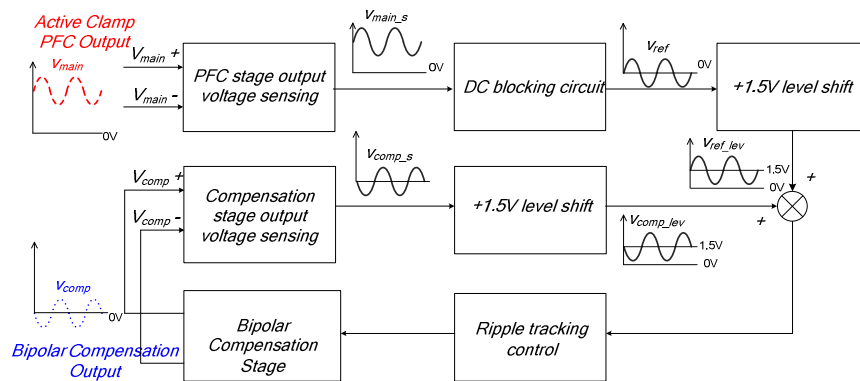 Active Clamp
PFC Output
v_main
0V
V_main +
V_main -
PFC stage output
voltage sensing
v_main_s
0V
DC blocking circuit
v_ref
0V
+1.5V level shift
v_ref_lev
1.5V
0V
+
+
V_comp +
V_comp -
Compensation
stage output
voltage sensing
v_comp_s
+1.5V level shift
v_comp_lev
1.5V
0V
v_comp
0V
Bipolar Compensation
Output
Bipolar
Compensation
Stage
Ripple tracking
control